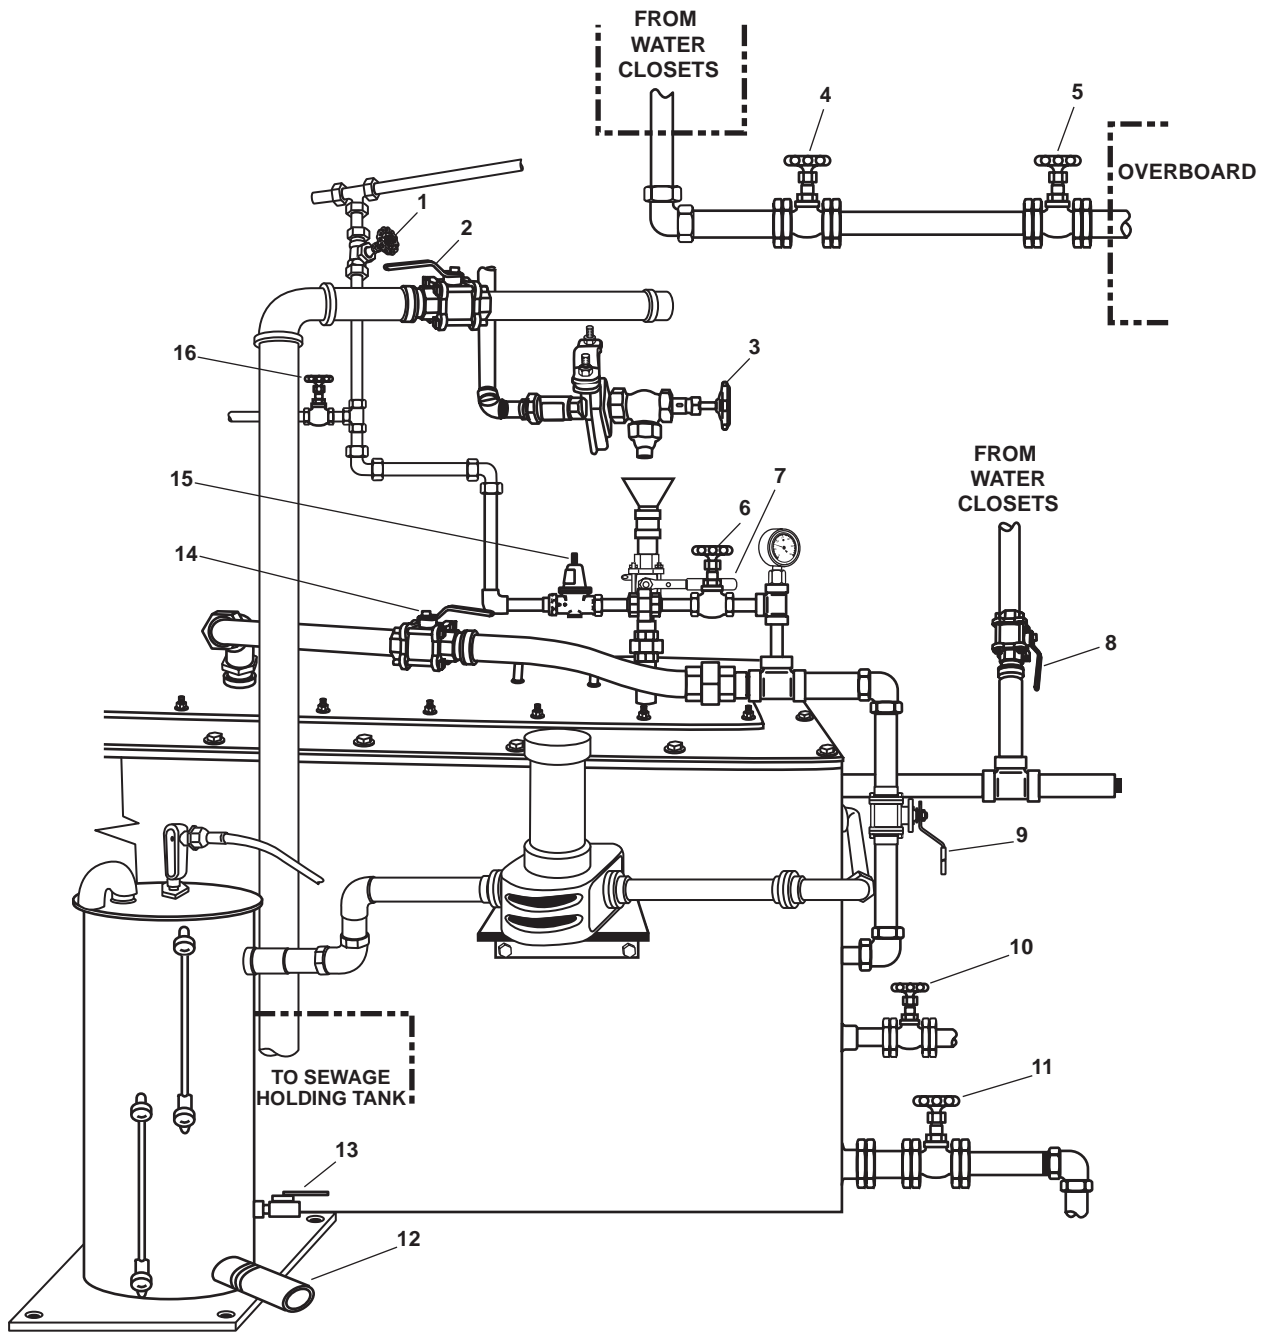 FROM
WATER
CLOSETS
4
5
OVERBOARD
1
2
3
16
FROM
WATER
CLOSETS
15
7
6
14
8
9
10
TO SEWAGE
HOLDING TANK
11
13
12